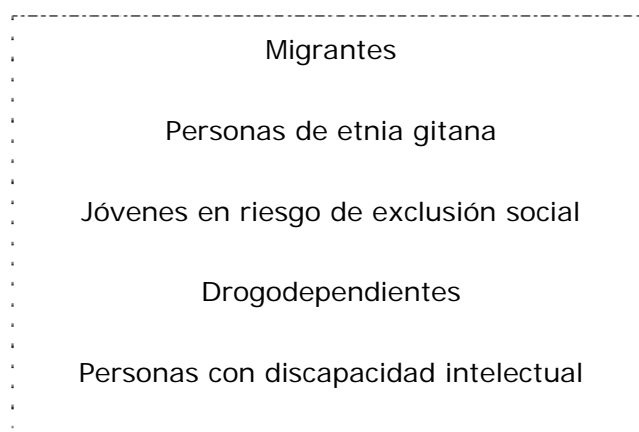 Migrantes
Personas de etnia gitana
Jóvenes en riesgo de exclusión social
Drogodependientes
Personas con discapacidad intelectual